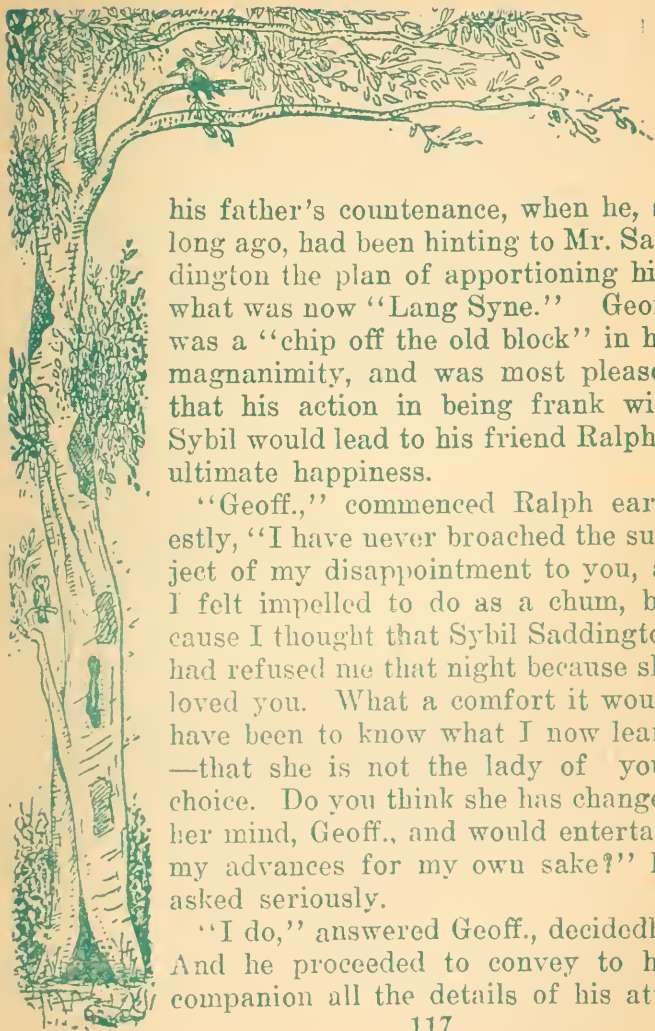 his father's countenance, when he, s
long ago, had been hinting to Mr. Sa
dington the plan of apportioning hi
what was now "Lang Syne." Geo
was a "chip off the old block" in h
magnanimity, and was most please
that his action in being frank wi
Sybil would lead to his friend Ralph
ultimate happiness.
"Geoff.," commenced Ralph ear
estly, "I have never broached the su
ject of my disappointment to you, a
I felt impelled to do as a chum, b
cause I thought that Sybil Saddingto
had refused me that night because sh
loved you. What a comfort it woul
have been to know what I now lear
—that she is not the lady of you
choice. Do you think she has change
her mind, Geoff., and would enterta
my advances for my own sake?" h
asked seriously.
"I do," answered Geoff., decidedl
And he proceeded to convey to h
companion all the details of his att
117